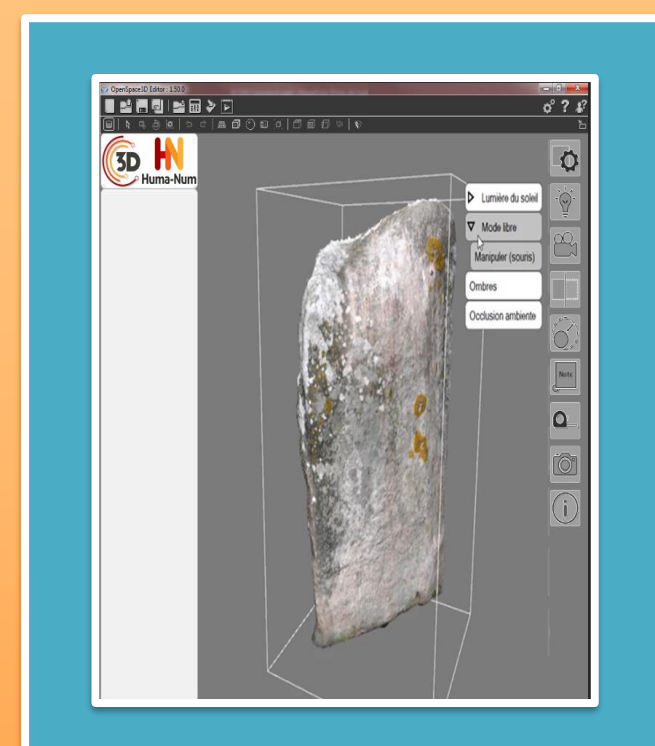 OpenSpace3D Editor : 1.50.0
3D HN
Huma-Num
Lumière du soleil
Mode libre
Manipuler (souris)
Ombres
Occlusion ambiente
Note